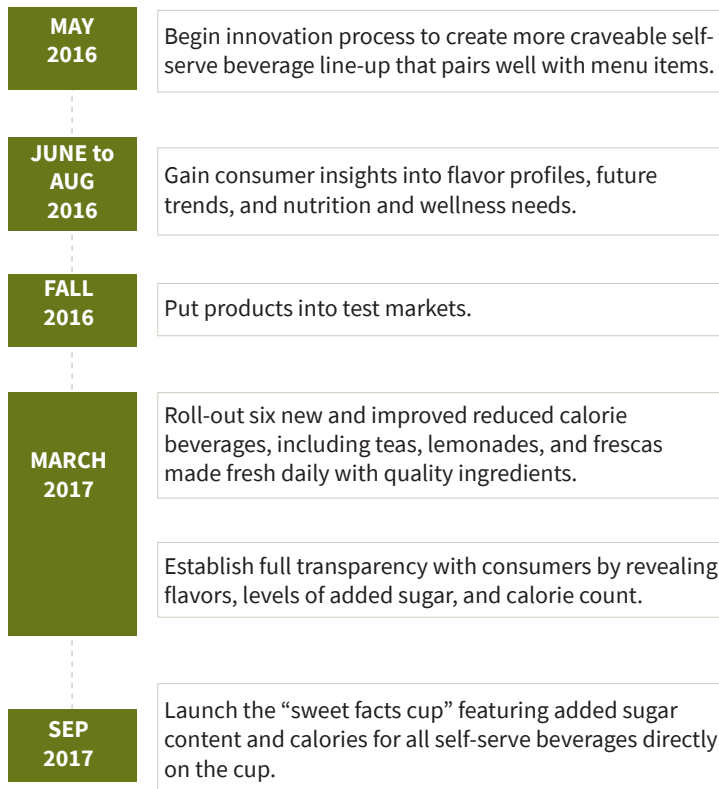 MAY
2016
Begin innovation process to create more craveable self-
serve beverage line-up that pairs well with menu items.
JUNE to
AUG
2016
Gain consumer insights into flavor profiles, future
trends, and nutrition and wellness needs.
FALL
2016
Put products into test markets.
MARCH
2017
Roll-out six new and improved reduced calorie
beverages, including teas, lemonades, and frescas
made fresh daily with quality ingredients.
Establish full transparency with consumers by revealing
flavors, levels of added sugar, and calorie count.
SEP
2017
Launch the “sweet facts cup” featuring added sugar
content and calories for all self-serve beverages directly
on the cup.